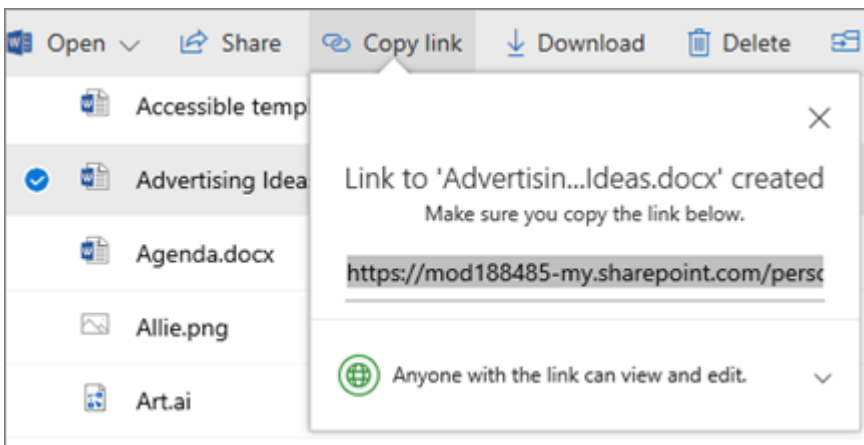 Open Share Copy link Download Delete
Accessible temp
Advertising Idea
Agenda.docx
Allie.png
Art.ai
Link to 'Advertisin...Ideas.docx' created
Make sure you copy the link below.
https://mod188485-my.sharepoint.com/perso
Anyone with the link can view and edit.